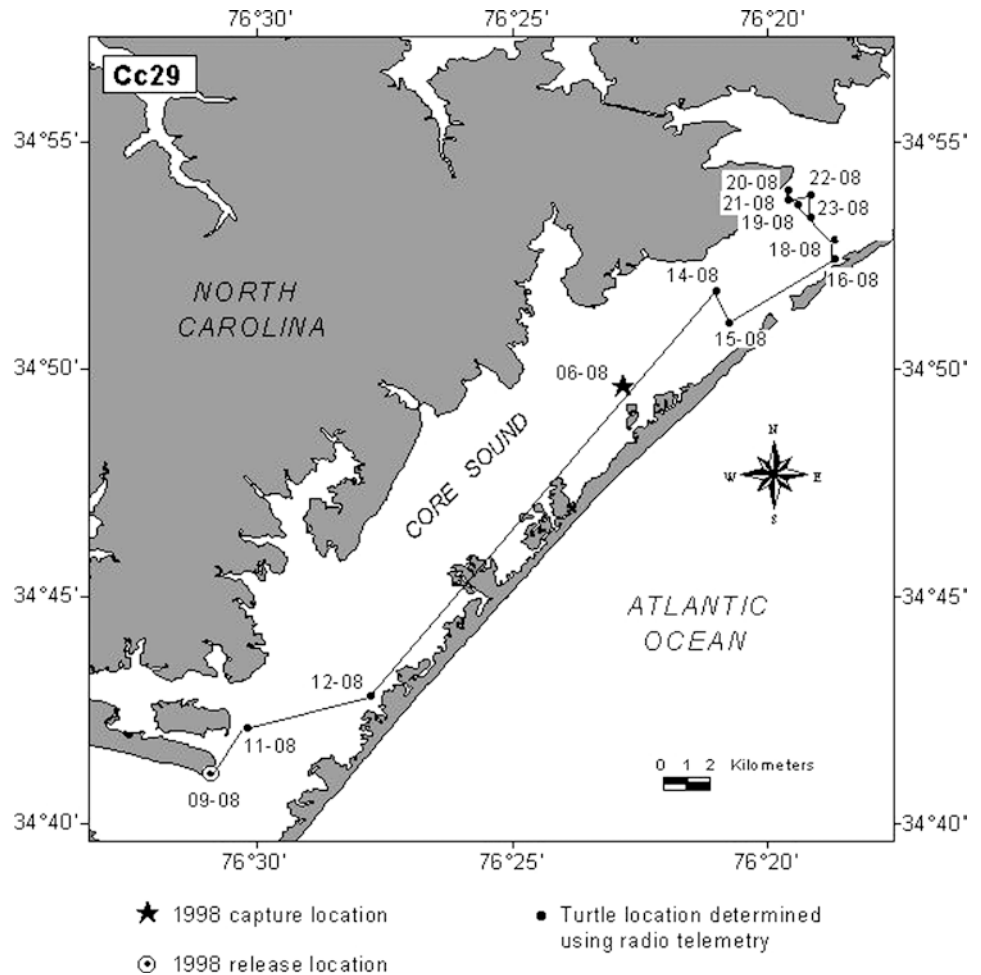 76°30' 76°25' 76°20'
Cc29
34°55' 34°55'
20-08 22-08
21-08 23-08
19-08
18-08
14-08 16-08
NORTH
CAROLINA
15-08
34°50' 34°50'
06-08
CORE SOUND
N
W E
S
34°45' 34°45'
ATLANTIC
OCEAN
12-08
11-08
0 1 2 Kilometers
09-08
34°40' 34°40'
76°30' 76°25' 76°20'
1998 capture location
Turtle location determined
using radio telemetry
1998 release location